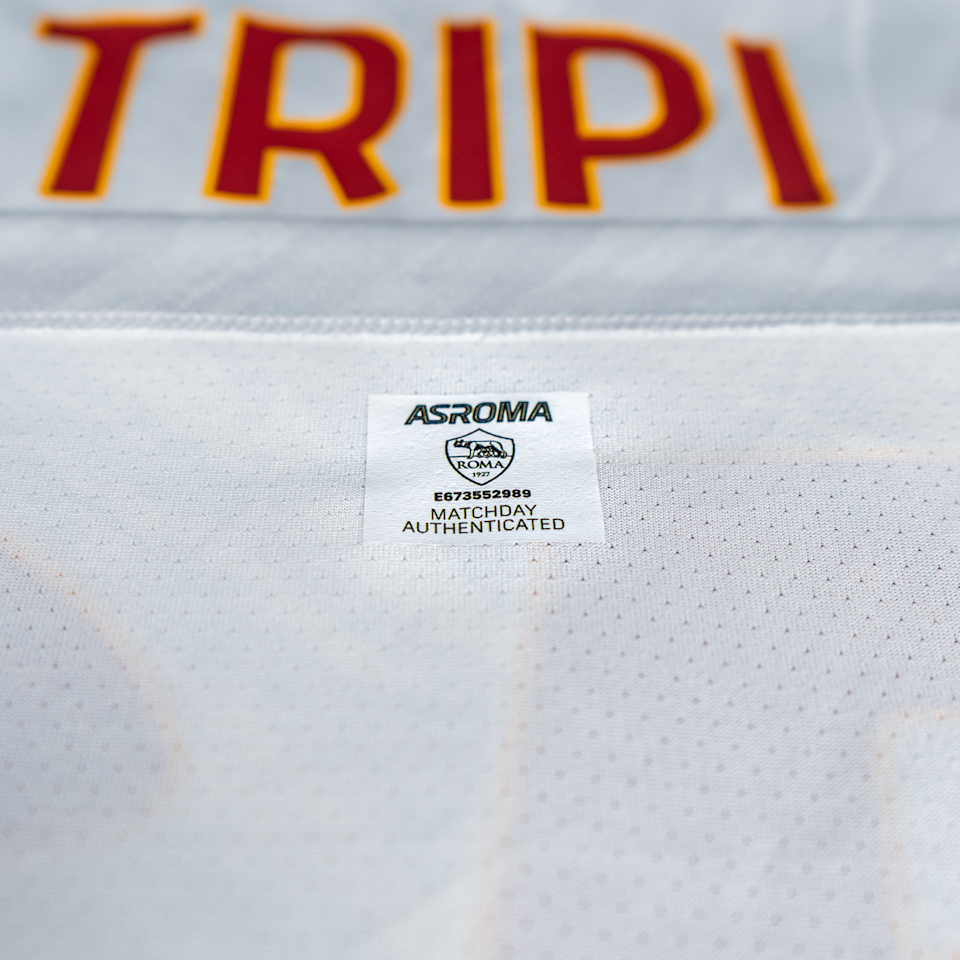 TRIPI
ASROMA
ROMA
1927
E673552989
MATCHDAY
AUTHENTICATED